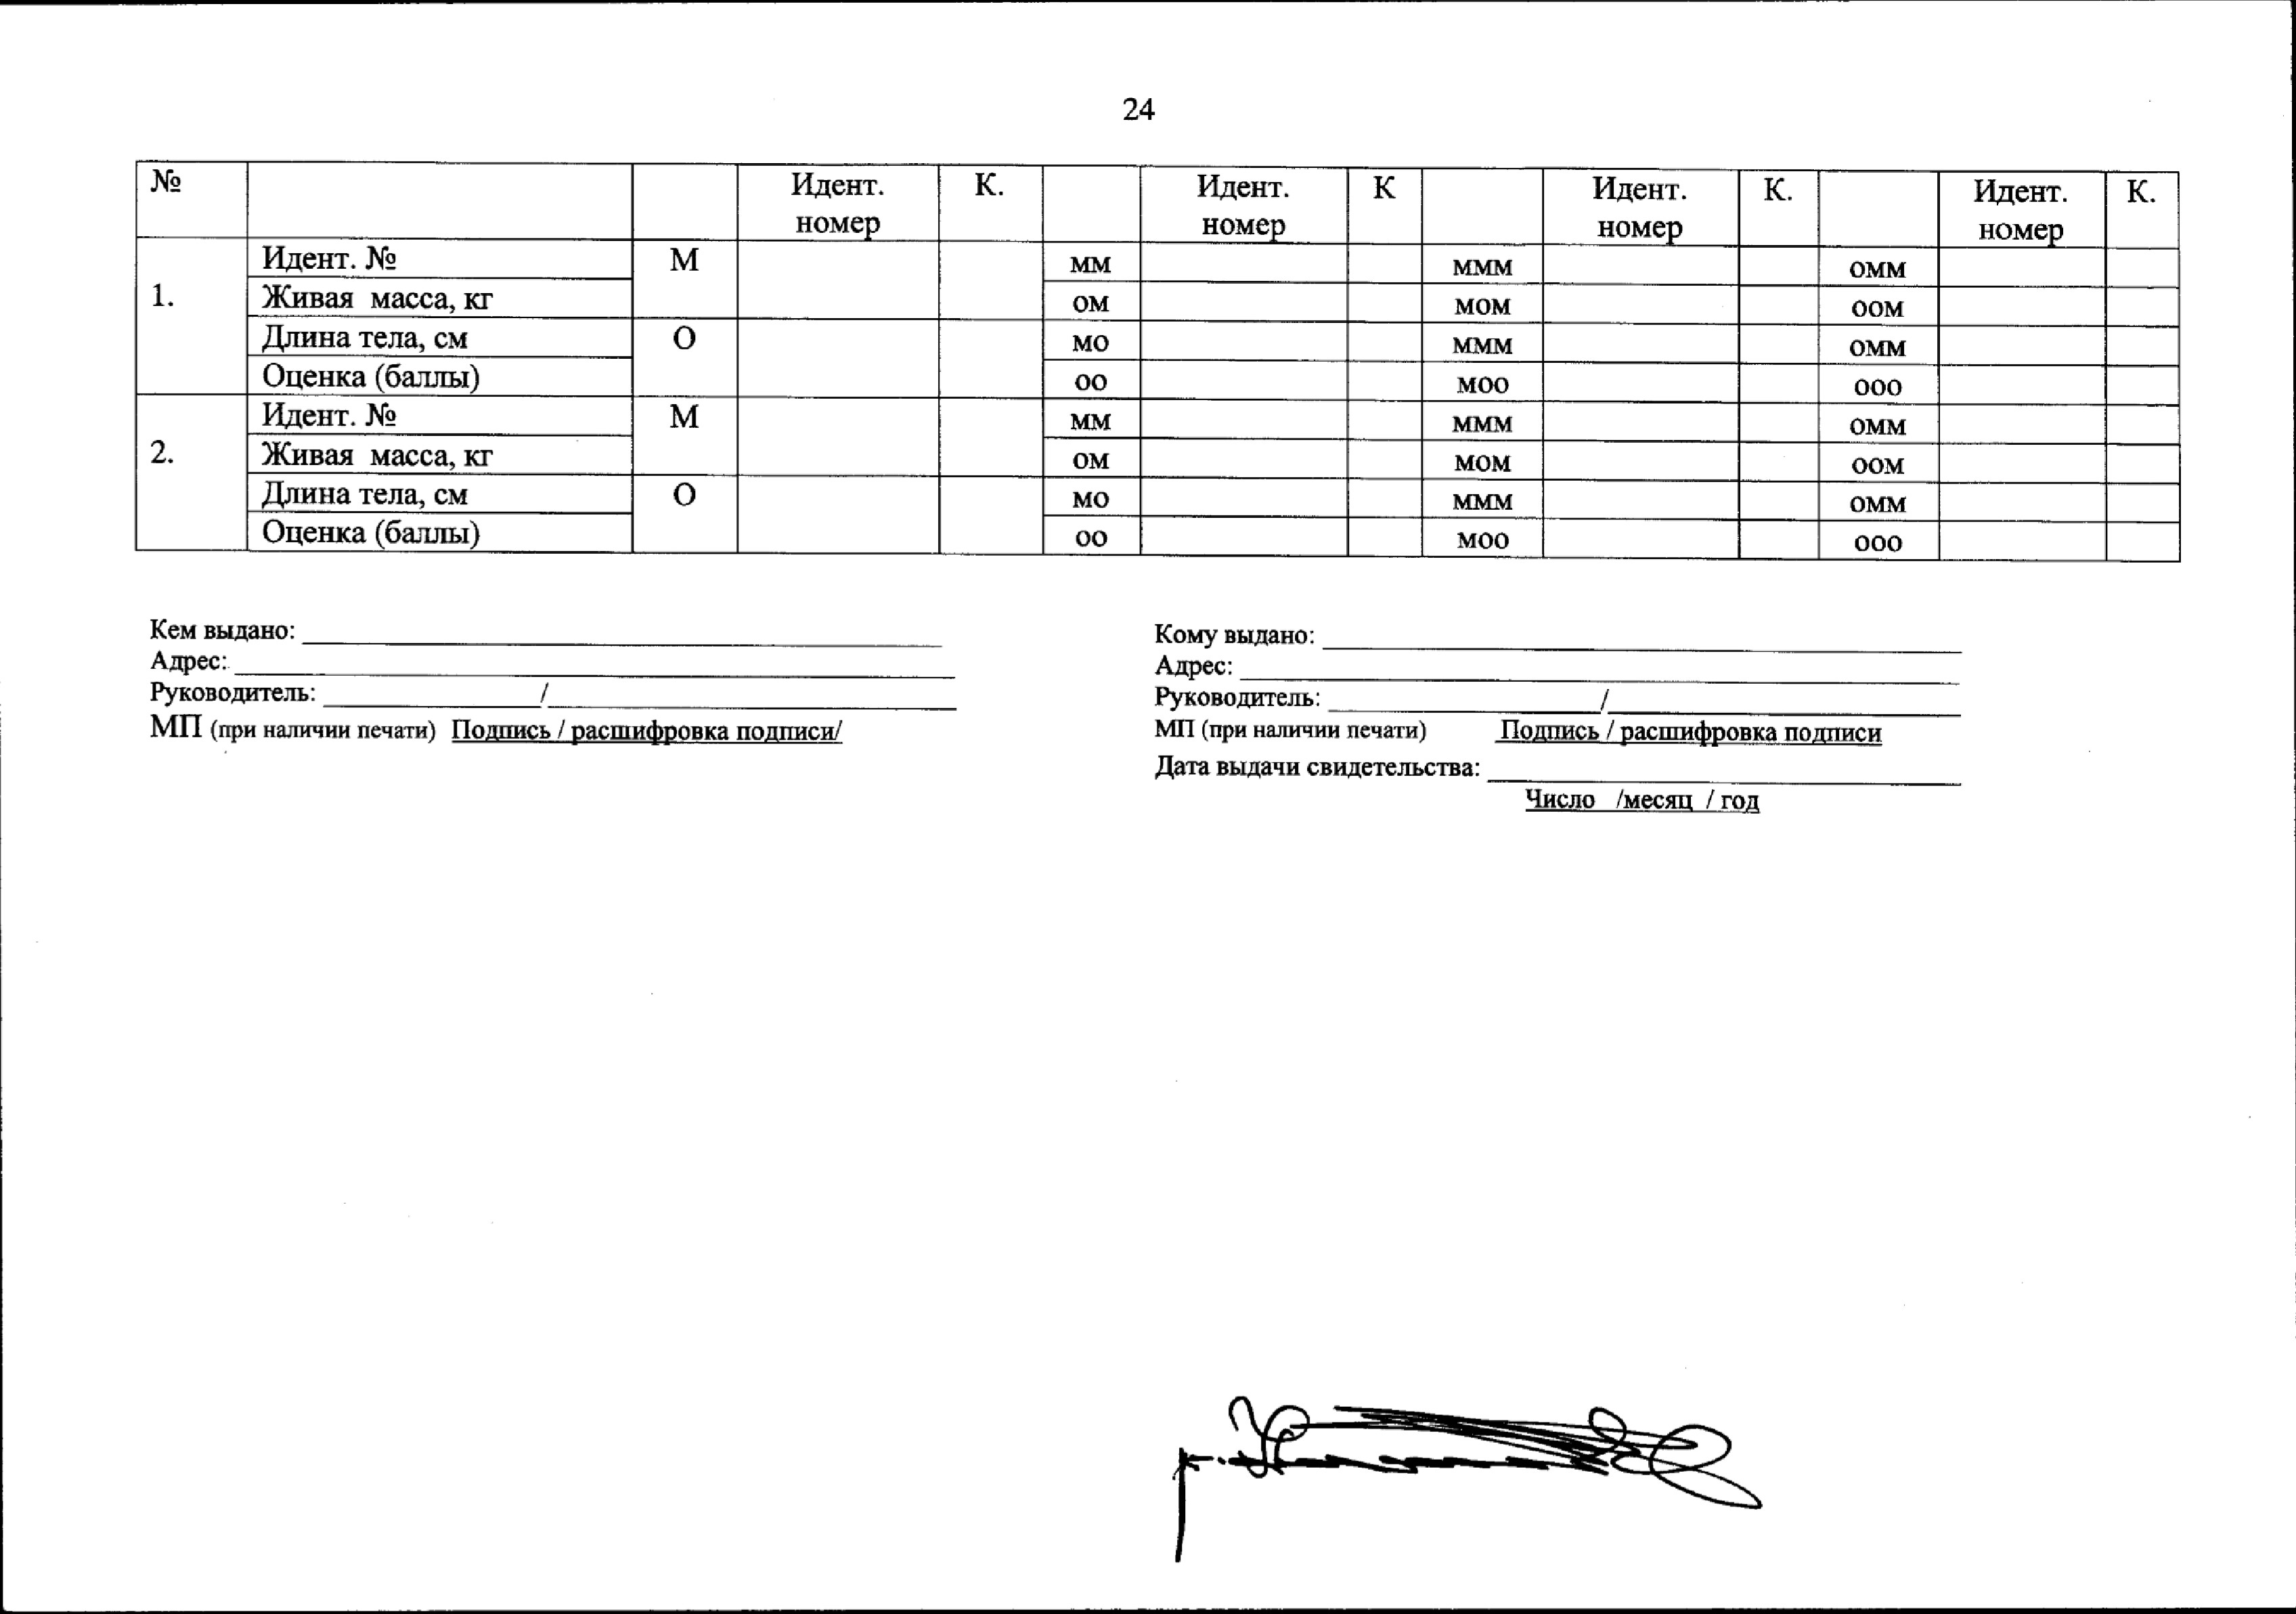 24
№ Идент. номер К. Идент. номер К Идент. номер К. Идент. номер К.
1. Идент. № М мм ммм омм
Живая масса, кг ом мом оом
Длина тела, см О мо ммм омм
Оценка (баллы) оо моо ооо
2. Идент. № М мм ммм омм
Живая масса, кг ом мом оом
Длина тела, см О мо ммм омм
Оценка (баллы) оо моо ооо
Кем выдано:
Адрес:
Руководитель: /
МП (при наличии печати) Подпись / расшифровка подписи/
Кому выдано:
Адрес:
Руководитель: /
МП (при наличии печати) Подпись / расшифровка подписи
Дата выдачи свидетельства:
Число /месяц / год